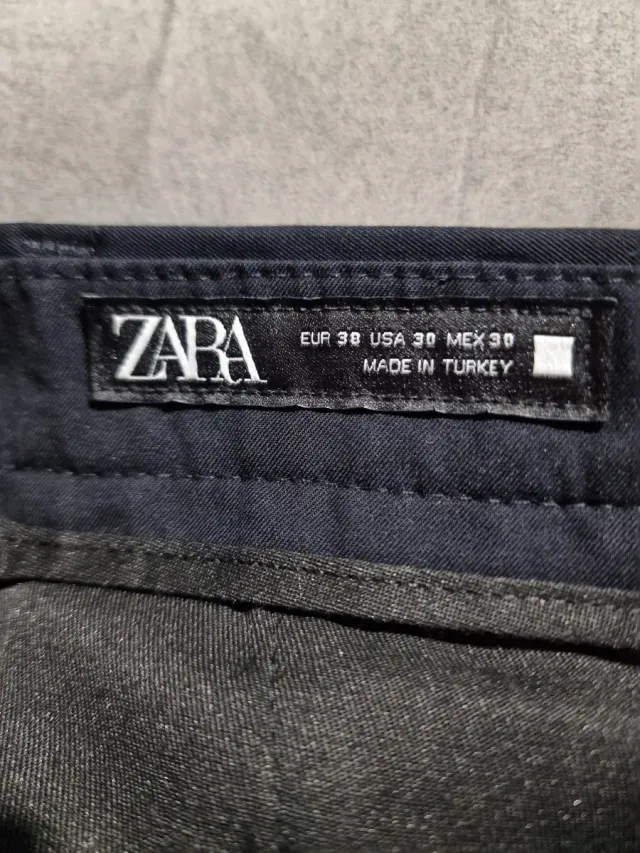 ZARA
EUR 38 USA 30 MEX 30
MADE IN TURKEY